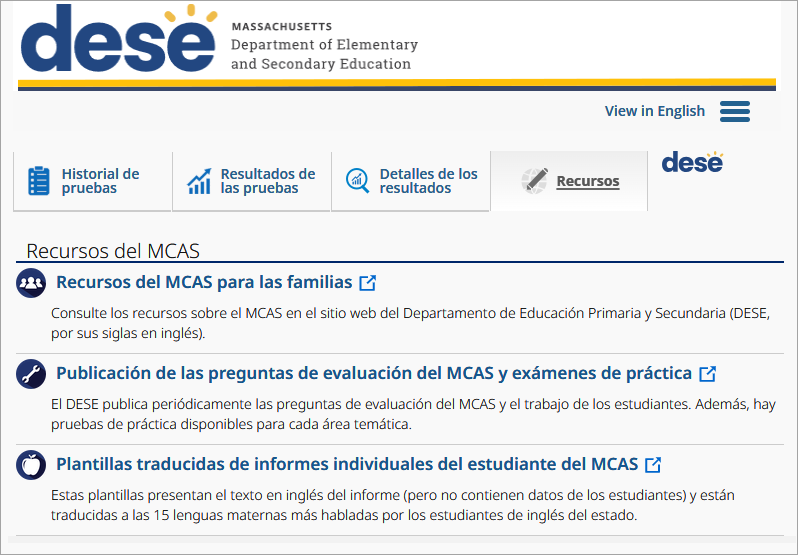 dese
MASSACHUSETTS
Department of Elementary
and Secondary Education
View in English
Historial de
pruebas
Resultados de
las pruebas
Detalles de los
resultados
Recursos
dese
Recursos del MCAS
Recursos del MCAS para las familias
Consulte los recursos sobre el MCAS en el sitio web del Departamento de Educación Primaria y Secundaria (DESE,
por sus siglas en inglés).
Publicación de las preguntas de evaluación del MCAS y exámenes de práctica
El DESE publica periódicamente las preguntas de evaluación del MCAS y el trabajo de los estudiantes. Además, hay
pruebas de práctica disponibles para cada área temática.
Plantillas traducidas de informes individuales del estudiante del MCAS
Estas plantillas presentan el texto en inglés del informe (pero no contienen datos de los estudiantes) y están
traducidas a las 15 lenguas maternas más habladas por los estudiantes de inglés del estado.